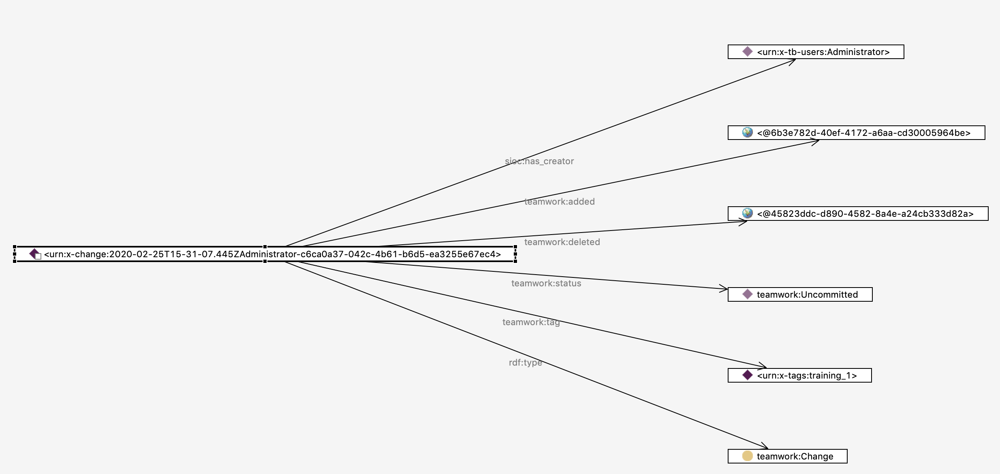 <urn:x-tb-users:Administrator>
<@6b3e782d-40ef-4172-a6aa-cd30005964be>
sioc:has_creator
teamwork:added
<@45823ddc-d890-4582-8a4e-a24cb333d82a>
teamwork:deleted
<urn:x-change:2020-02-25T15-31-07.445ZAdministrator-c6ca0a37-042c-4b61-b6d5-ea3255e67ec4>
teamwork:status
teamwork:Uncommitted
teamwork:tag
rdf:type
<urn:x-tags:training_1>
teamwork:Change